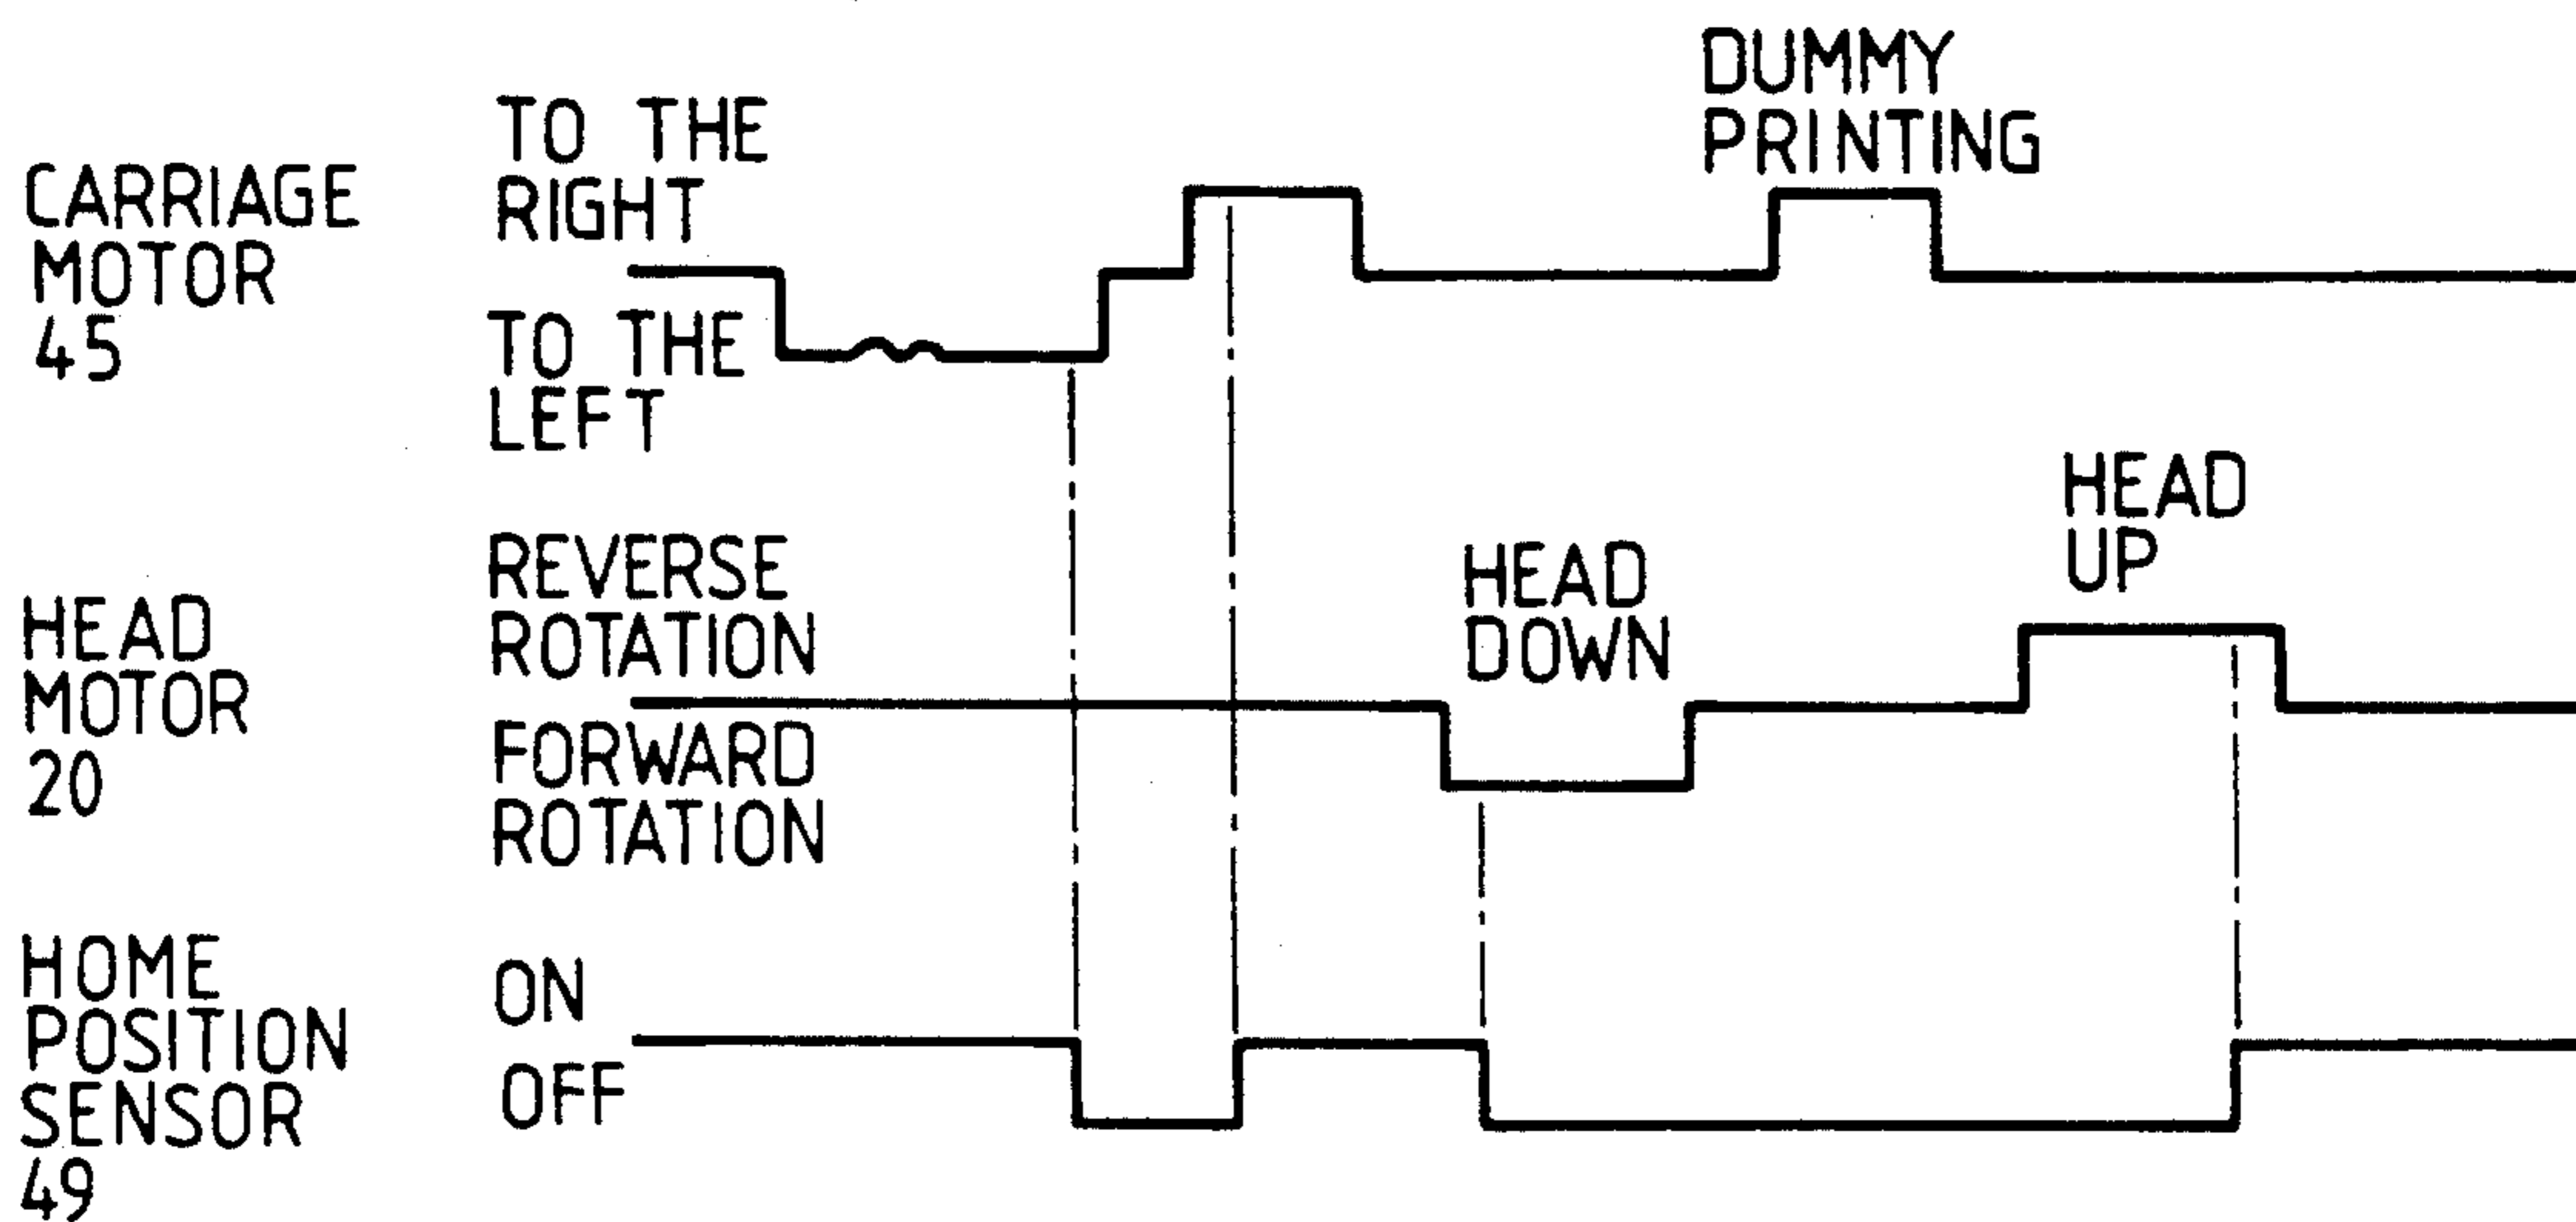 DUMMY
PRINTING
CARRIAGE
MOTOR
45
TO THE
RIGHT
TO THE
LEFT
HEAD
MOTOR
20
REVERSE
ROTATION
FORWARD
ROTATION
HEAD
DOWN
HEAD
UP
HOME
POSITION
SENSOR
49
ON
OFF